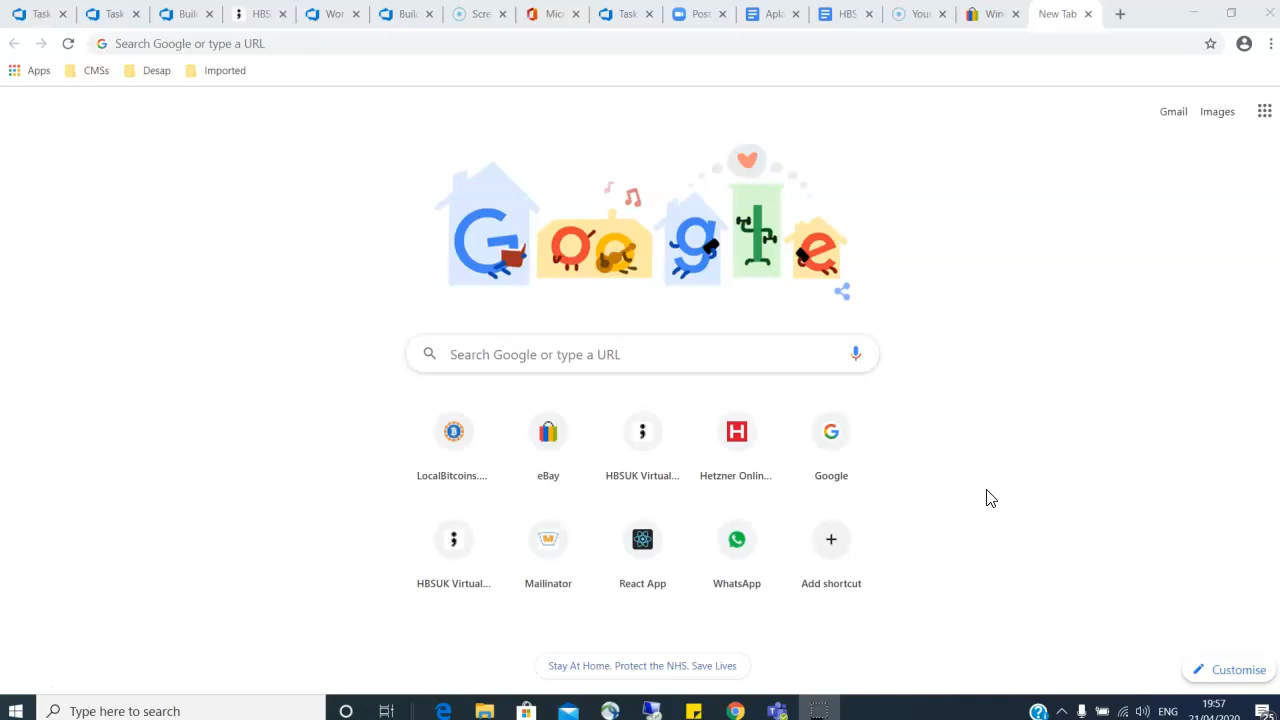 Task
Task
Buil
HBS
Wor
Buil
Scre
Micr
Task
Post
Apla
HBS
You
Wind
New Tab
Search Google or type a URL
Apps CMSs Desap Imported
Gmail Images
Google
Search Google or type a URL
LocalBitcoins.... eBay HBSUK Virtual... Hetzner Onlin... Google
HBSUK Virtual... Mailinator React App WhatsApp Add shortcut
Stay At Home. Protect the NHS. Save Lives
Customise
Type here to search
ENG
19:57
21/04/2020